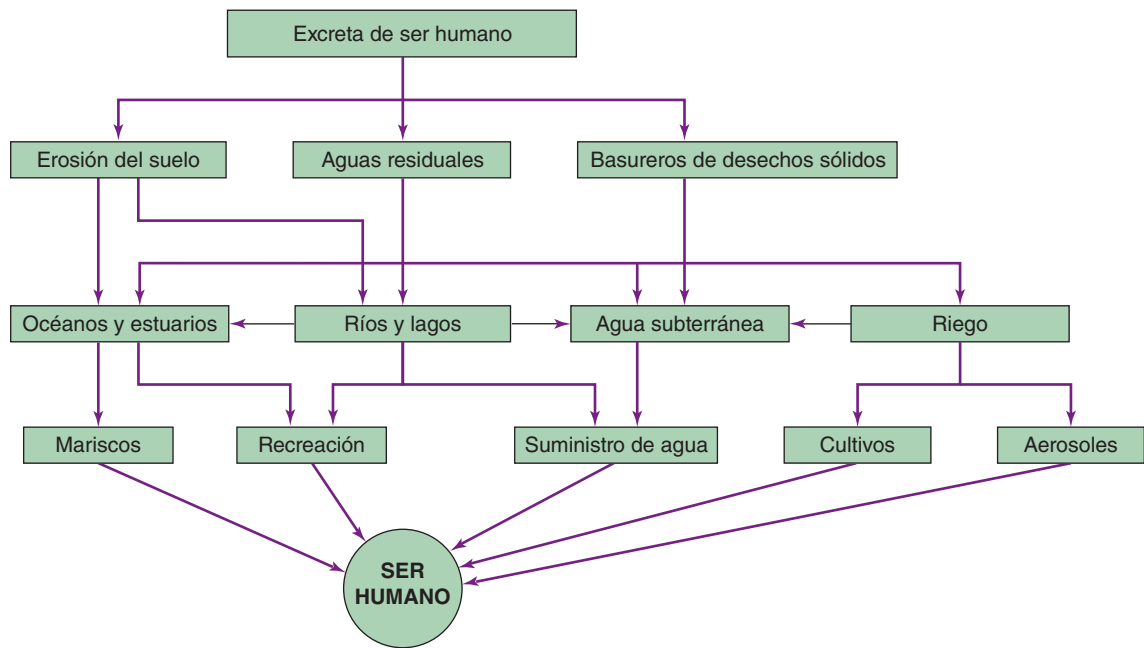 Excreta de ser humano
Erosión del suelo
Aguas residuales
Basureros de desechos sólidos
Océanos y estuarios
Ríos y lagos
Agua subterránea
Riego
Mariscos
Recreación
Suministro de agua
Cultivos
Aerosoles
SER
HUMANO